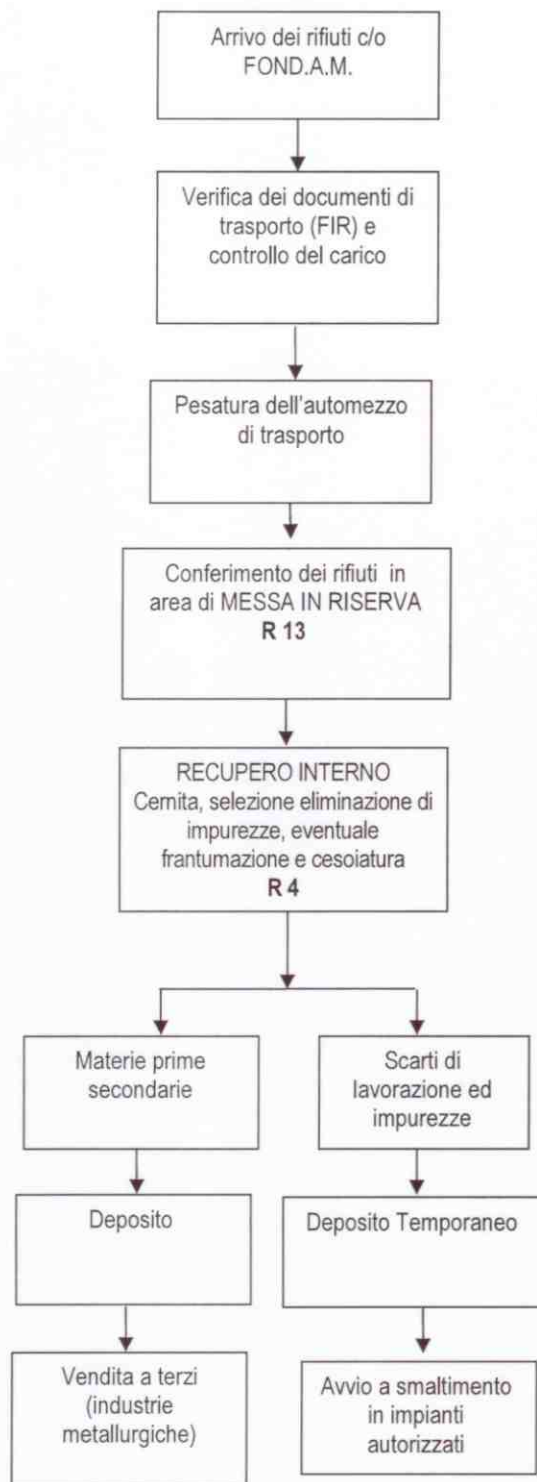 Arrivo dei rifiuti c/o
FOND.A.M.
Verifica dei documenti di
trasporto (FIR) e
controllo del carico
Pesatura dell'automezzo
di trasporto
Conferimento dei rifiuti in
area di MESSA IN RISERVA
R 13
RECUPERO INTERNO
Cernita, selezione eliminazione di
impurezze, eventuale
frantumazione e cesoiatura
R 4
Materie prime
secondarie
Scarti di
lavorazione ed
impurezze
Deposito
Deposito Temporaneo
Vendita a terzi
(industrie
metallurgiche)
Avvio a smaltimento
in impianti
autorizzati